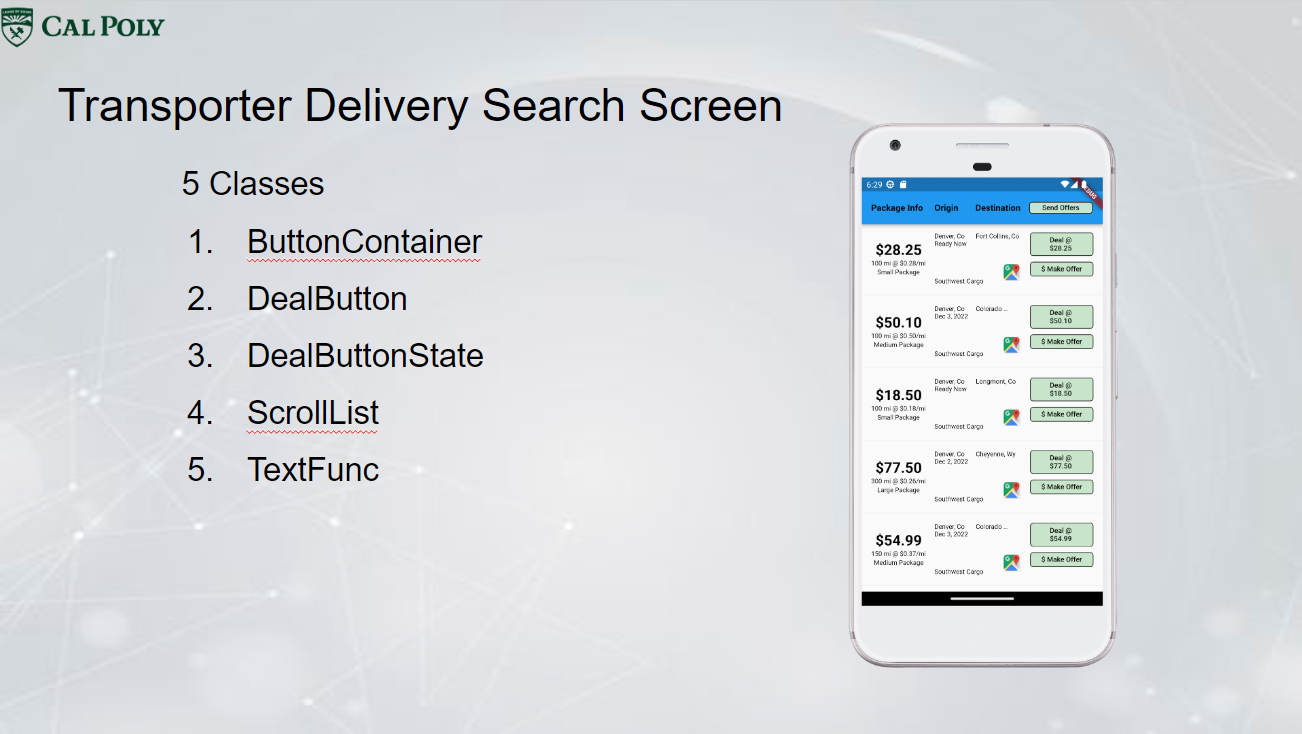 CAL POLY
Transporter Delivery Search Screen
5 Classes
1. ButtonContainer
2. DealButton
3. DealButtonState
4. ScrollList
5. TextFunc
6:29
Package Info Origin Destination Send Offers
$28.25
100 mi @ $0.28/mi
Small Package
Denver, Co
Ready Now
Southwest Cargo
Fort Collins, Co
Deal @
$28.25
$ Make Offer
$50.10
100 mi @ $0.50/mi
Medium Package
Denver, Co
Dec 3, 2022
Southwest Cargo
Colorado ...
Deal @
$50.10
$ Make Offer
$18.50
100 mi @ $0.18/mi
Small Package
Denver, Co
Ready Now
Southwest Cargo
Longmont, Co
Deal @
$18.50
$ Make Offer
$77.50
300 mi @ $0.26/mi
Large Package
Denver, Co
Dec 2, 2022
Southwest Cargo
Cheyenne, Wy
Deal @
$77.50
$ Make Offer
$54.99
150 mi @ $0.37/mi
Medium Package
Denver, Co
Dec 3, 2022
Southwest Cargo
Colorado ...
Deal @
$54.99
$ Make Offer